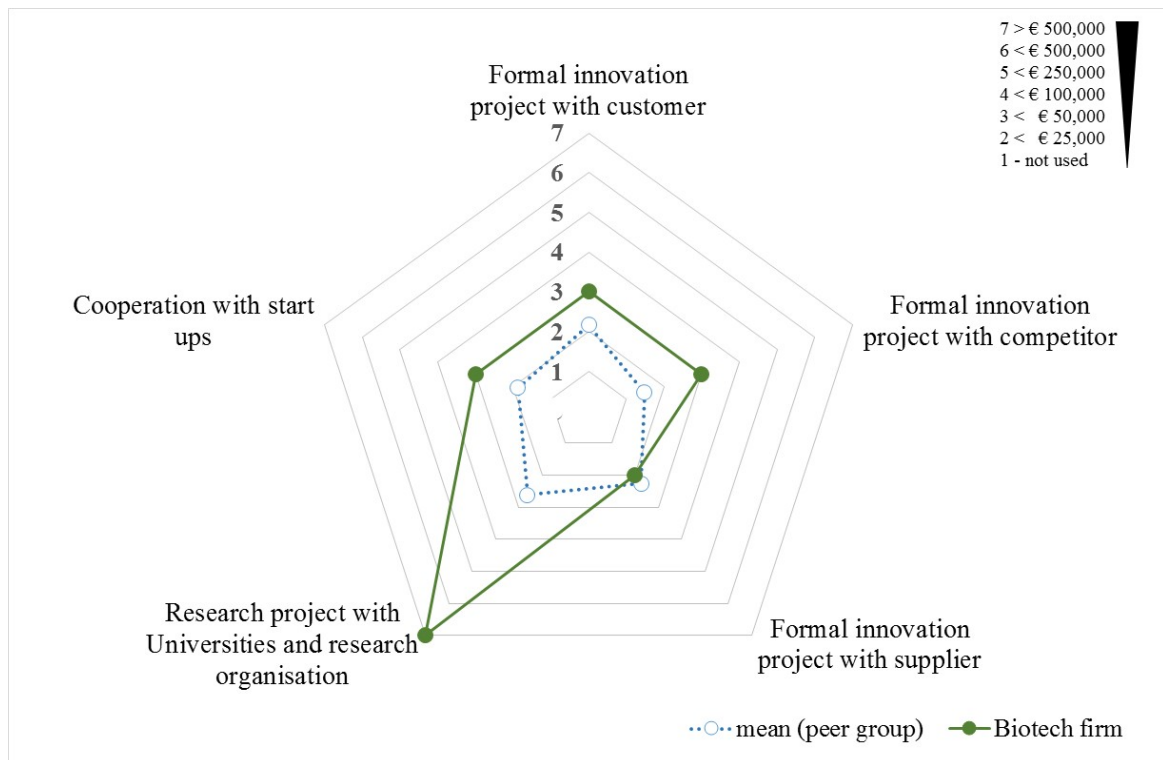 7 > € 500,000
6 < € 500,000
5 < € 250,000
4 < € 100,000
3 < € 50,000
2 < € 25,000
1 - not used
Formal innovation
project with customer
7
6
5
4
3
2
1
Cooperation with start
ups
Formal innovation
project with competitor
Research project with
Universities and research
organisation
Formal innovation
project with supplier
mean (peer group)
Biotech firm